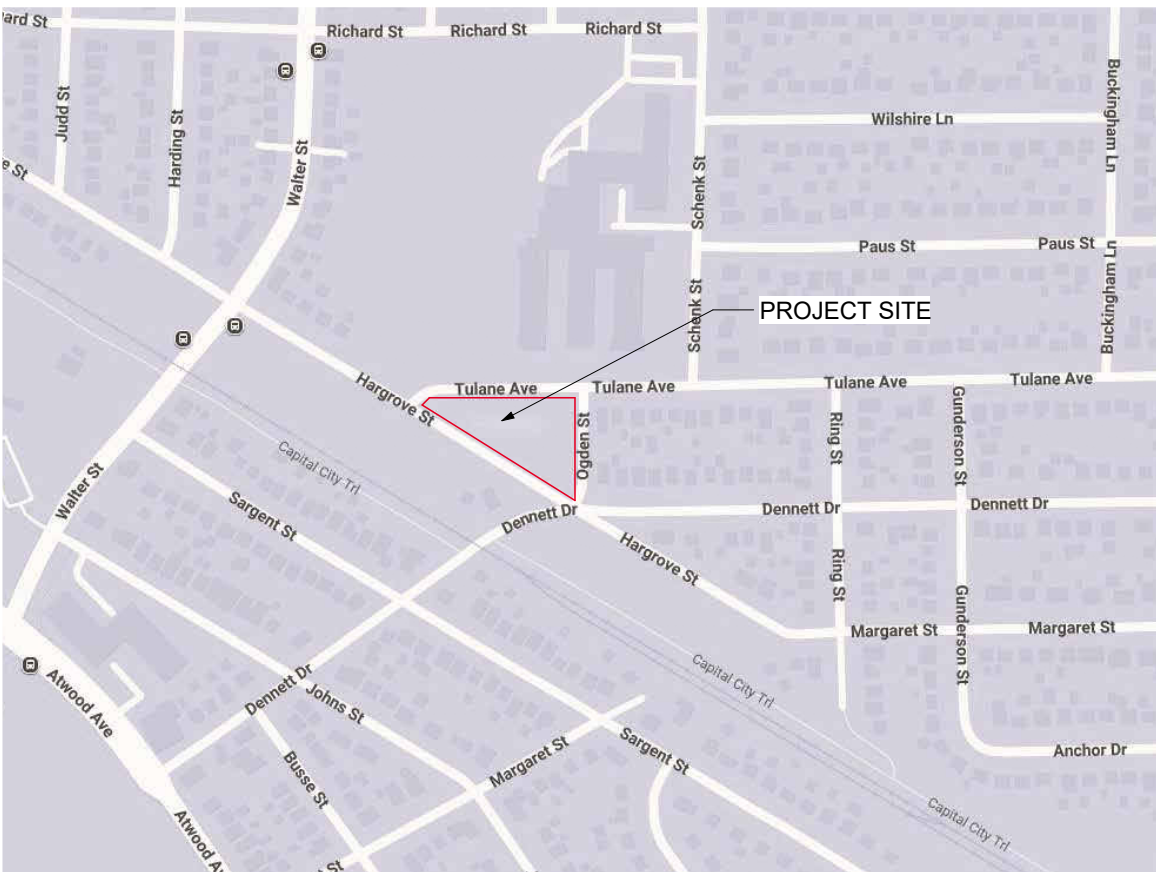 ard St
Richard St
Richard St
Richard St
Judd St
Harding St
Walter St
Buckingham Ln
Wilshire Ln
e St
Schenk St
Paus St
Paus St
Buckingham Ln
Schenk St
PROJECT SITE
Hargrove St
Tulane Ave
Tulane Ave
Tulane Ave
Tulane Ave
Ogden St
Ring St
Gunderson St
Capital City Trl
Walter St
Sargent St
Dennett Dr
Dennett Dr
Dennett Dr
Hargrove St
Ring St
Gunderson St
Margaret St
Margaret St
Atwood Ave
Dennett Dr
Johns St
Capital City Trl
Busse St
Margaret St
Sargent St
Anchor Dr
Atwood Av
Capital City Trl
St